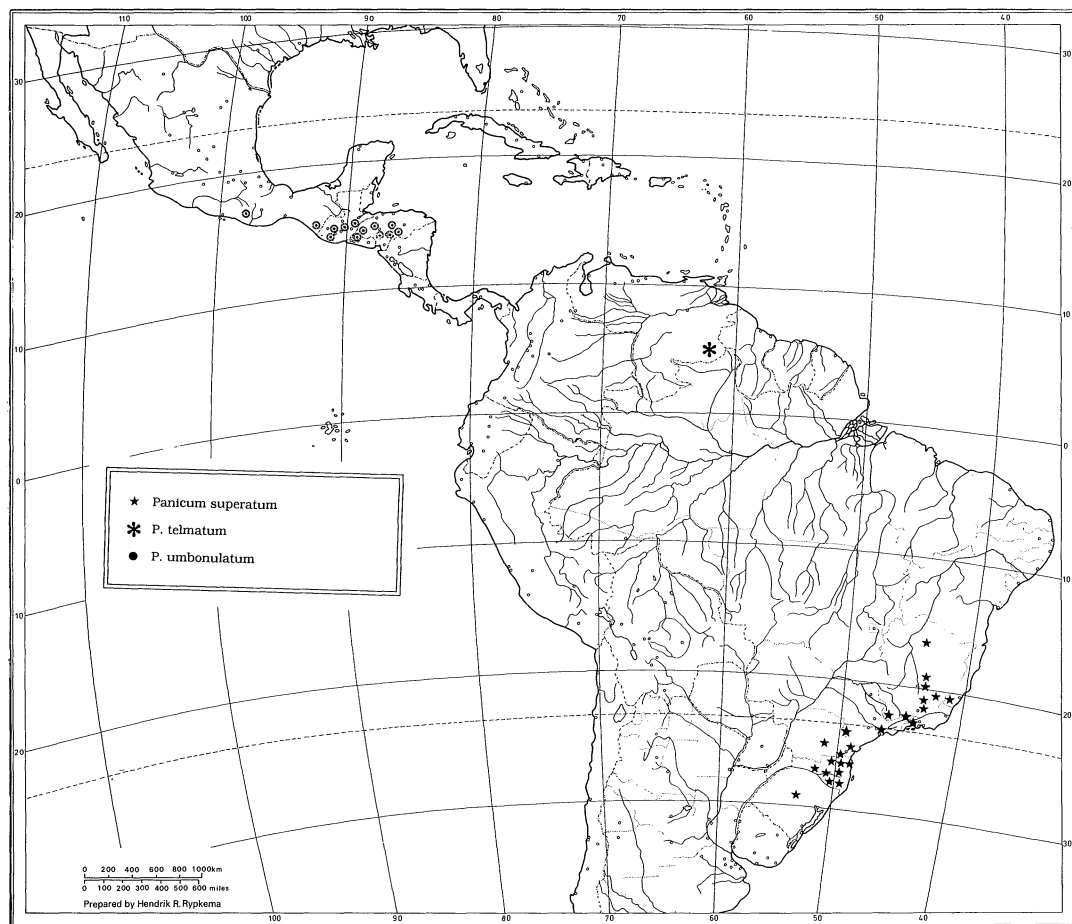 110 100 90 80 70 60 50 40
30 30
20 20
10 10
0 0
★ Panicum superatum
* P. telmatum
● P. umbonulatum
10 10
20 20
30
0 200 400 600 800 1000km
0 100 200 300 400 500 600 miles
Prepared by Hendrik R. Rypkema
110 100 90 80 70 60 50 40